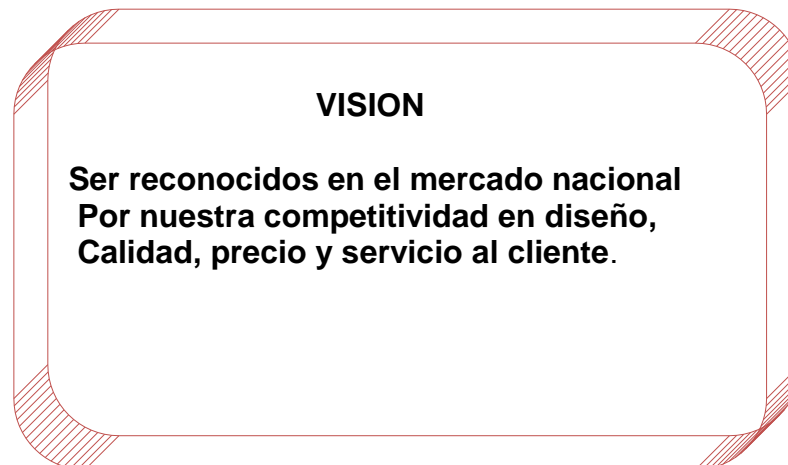 VISION
Ser reconocidos en el mercado nacional
Por nuestra competitividad en diseño,
Calidad, precio y servicio al cliente.